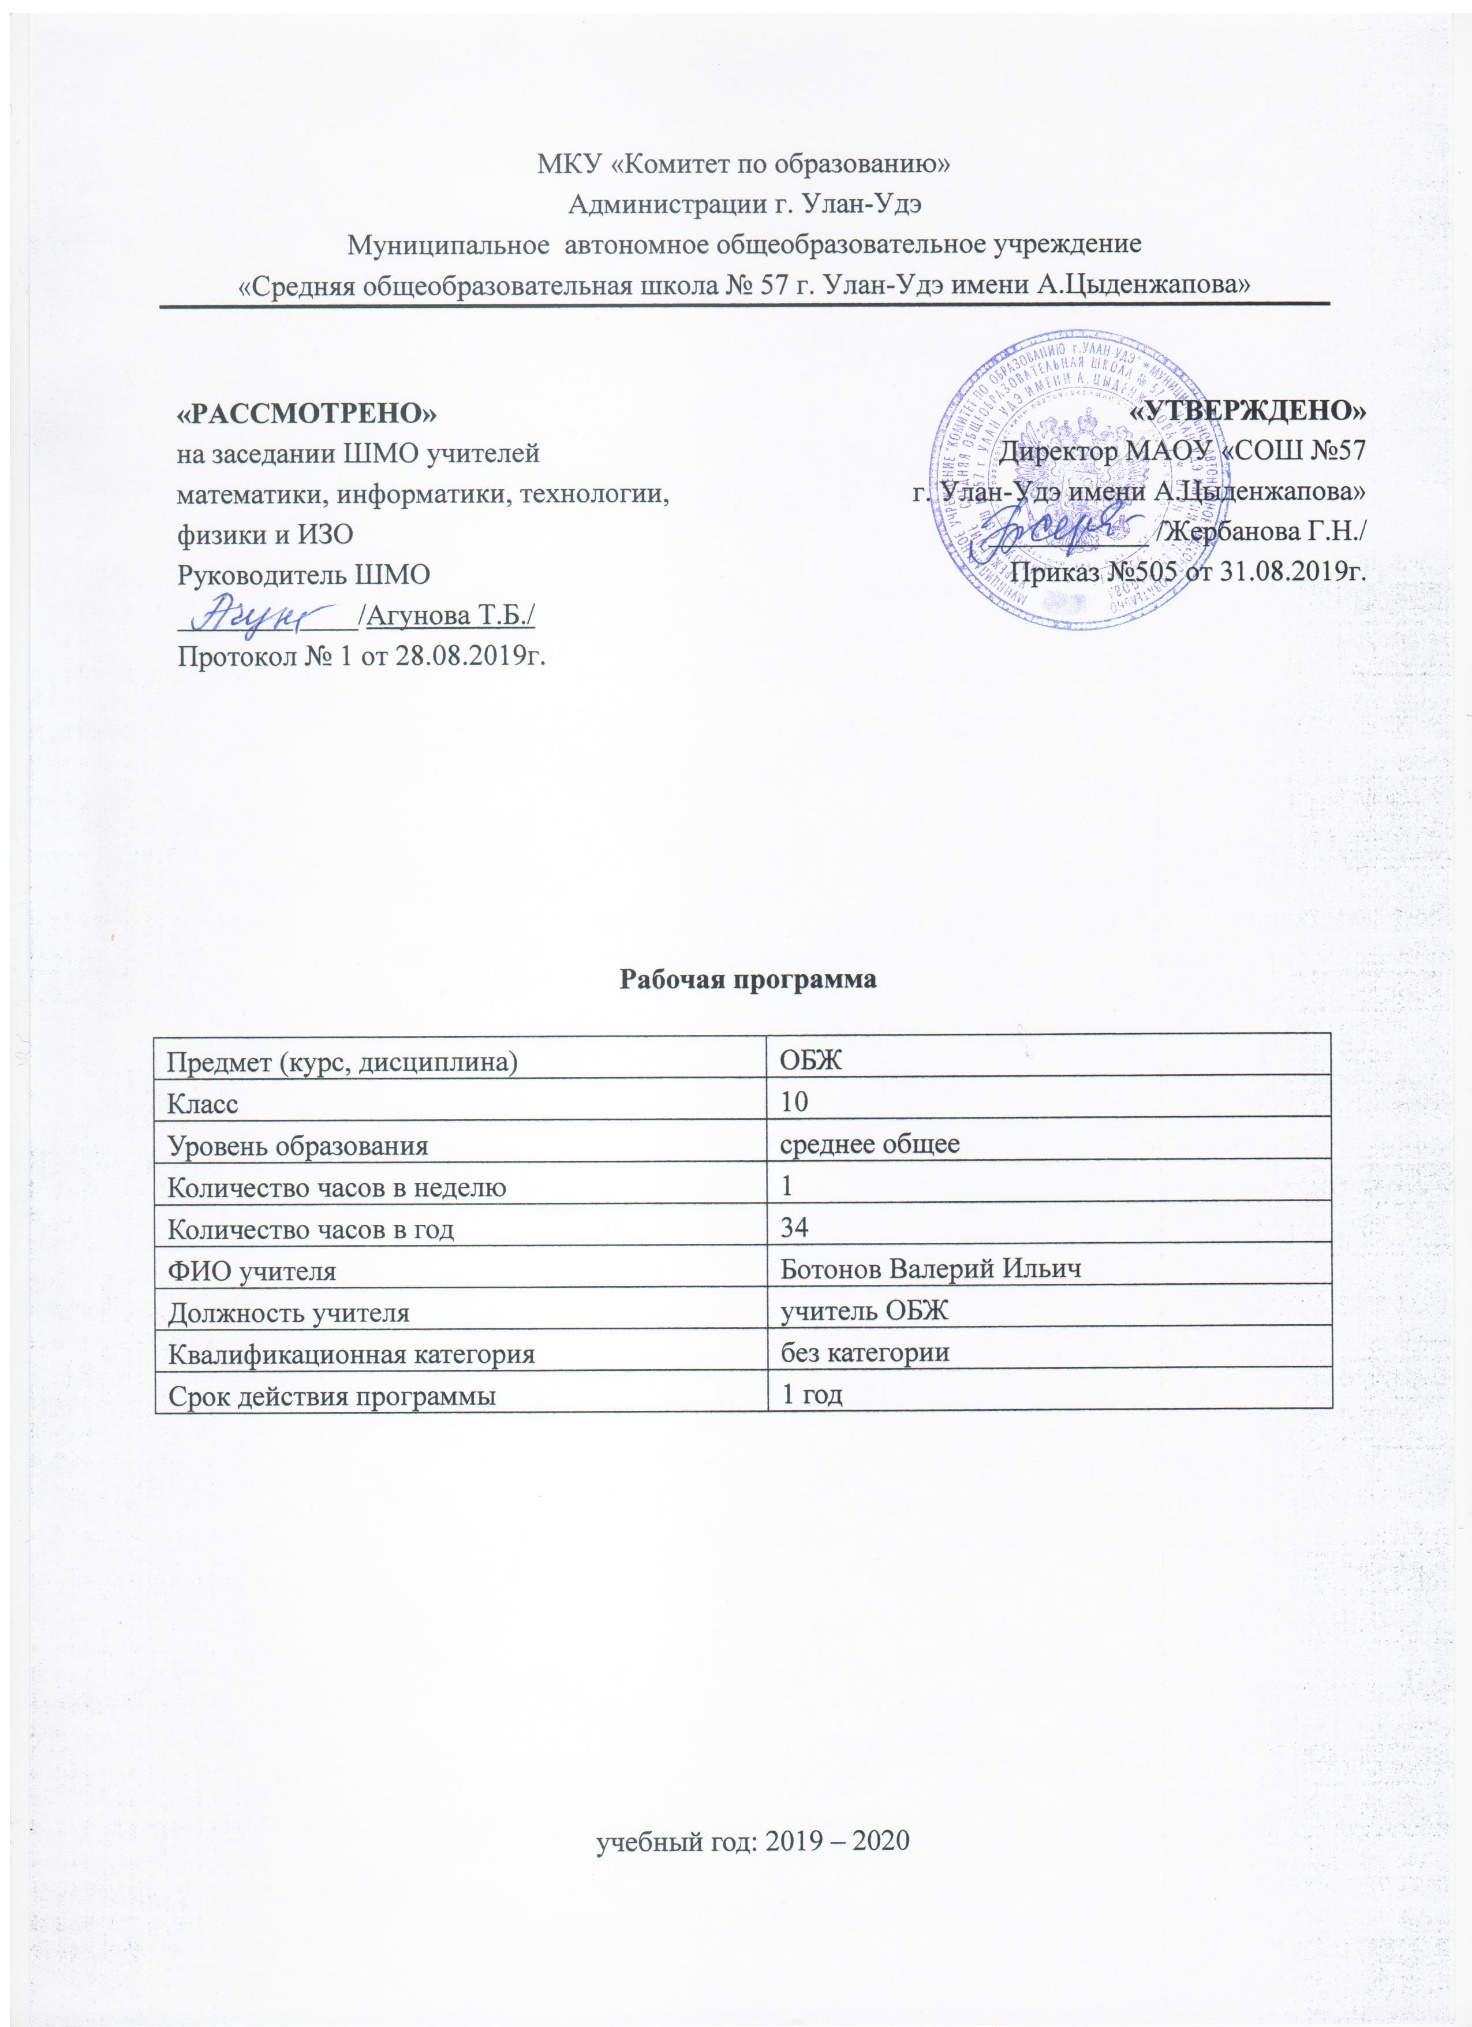 МКУ «Комитет по образованию»
Администрации г. Улан-Удэ
Муниципальное  автономное общеобразовательное учреждение
«Средняя общеобразовательная школа № 57 г. Улан-Удэ имени А.Цыденжапова»
«РАССМОТРЕНО»
на заседании ШМО учителей
математики, информатики, технологии,
физики и ИЗО
Руководитель ШМО
/Агунова Т.Б./
Протокол № 1 от 28.08.2019г.
«УТВЕРЖДЕНО»
Директор МАОУ «СОШ №57
г. Улан-Удэ имени А.Цыденжапова»
/Жербанова Г.Н./
Приказ №505 от 31.08.2019г.
Рабочая программа
Предмет (курс, дисциплина) ОБЖ
Класс 10
Уровень образования среднее общее
Количество часов в неделю 1
Количество часов в год 34
ФИО учителя Ботонов Валерий Ильич
Должность учителя учитель ОБЖ
Квалификационная категория без категории
Срок действия программы 1 год
учебный год: 2019 – 2020